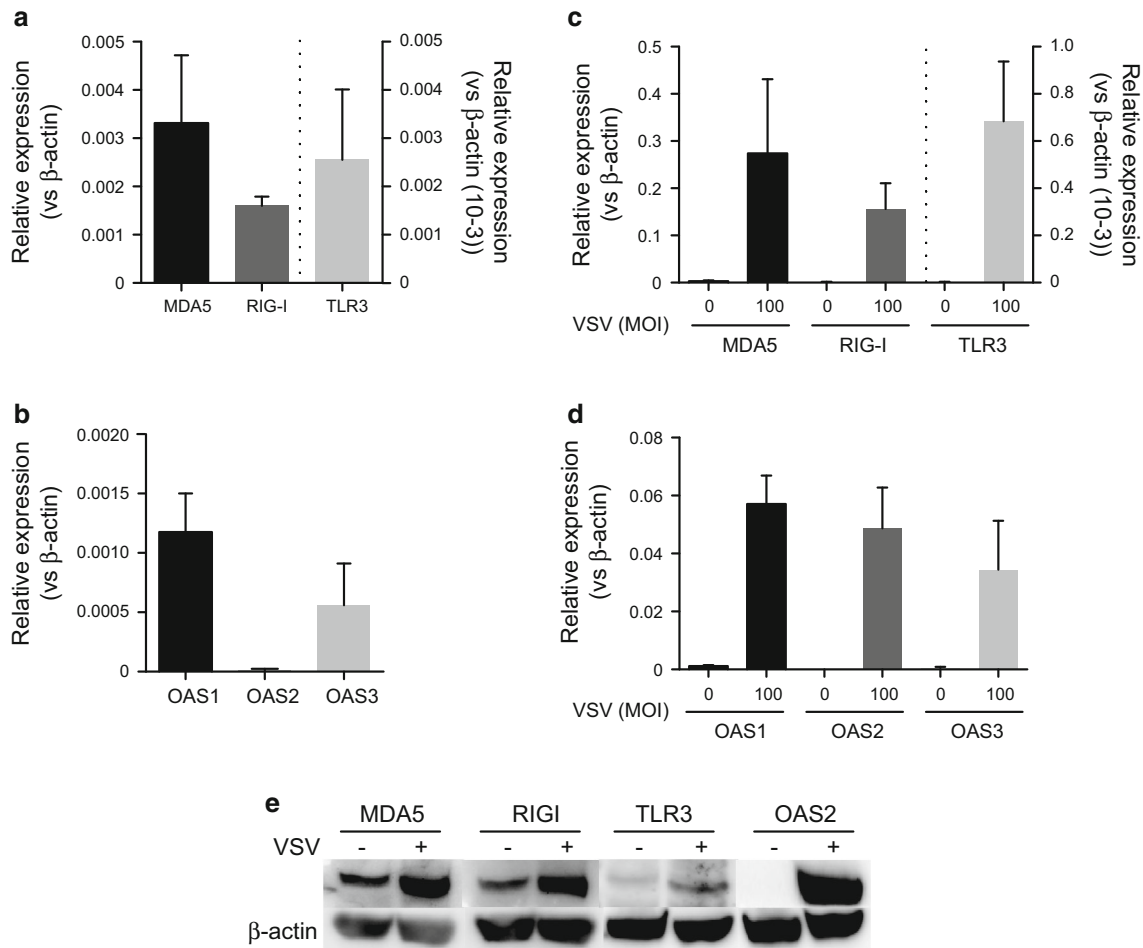 a
Relative expression
(vs β-actin)
0.005
0.004
0.003
0.002
0.001
0
MDA5
RIG-I
TLR3
0.005
0.004
0.003
0.002
0.001
0
Relative expression
(vs β-actin (10-3))
c
Relative expression
(vs β-actin)
0.5
0.4
0.3
0.2
0.1
0
1.0
0.8
0.6
0.4
0.2
0
Relative expression
(vs β-actin (10-3))
0 100 0 100 0 100
VSV (MOI)
MDA5 RIG-I TLR3
b
Relative expression
(vs β-actin)
0.0020
0.0015
0.0010
0.0005
0
OAS1 OAS2 OAS3
d
Relative expression
(vs β-actin)
0.08
0.06
0.04
0.02
0
0 100 0 100 0 100
VSV (MOI)
OAS1 OAS2 OAS3
e
MDA5 RIGI TLR3 OAS2
VSV - + - + - + - +
β-actin